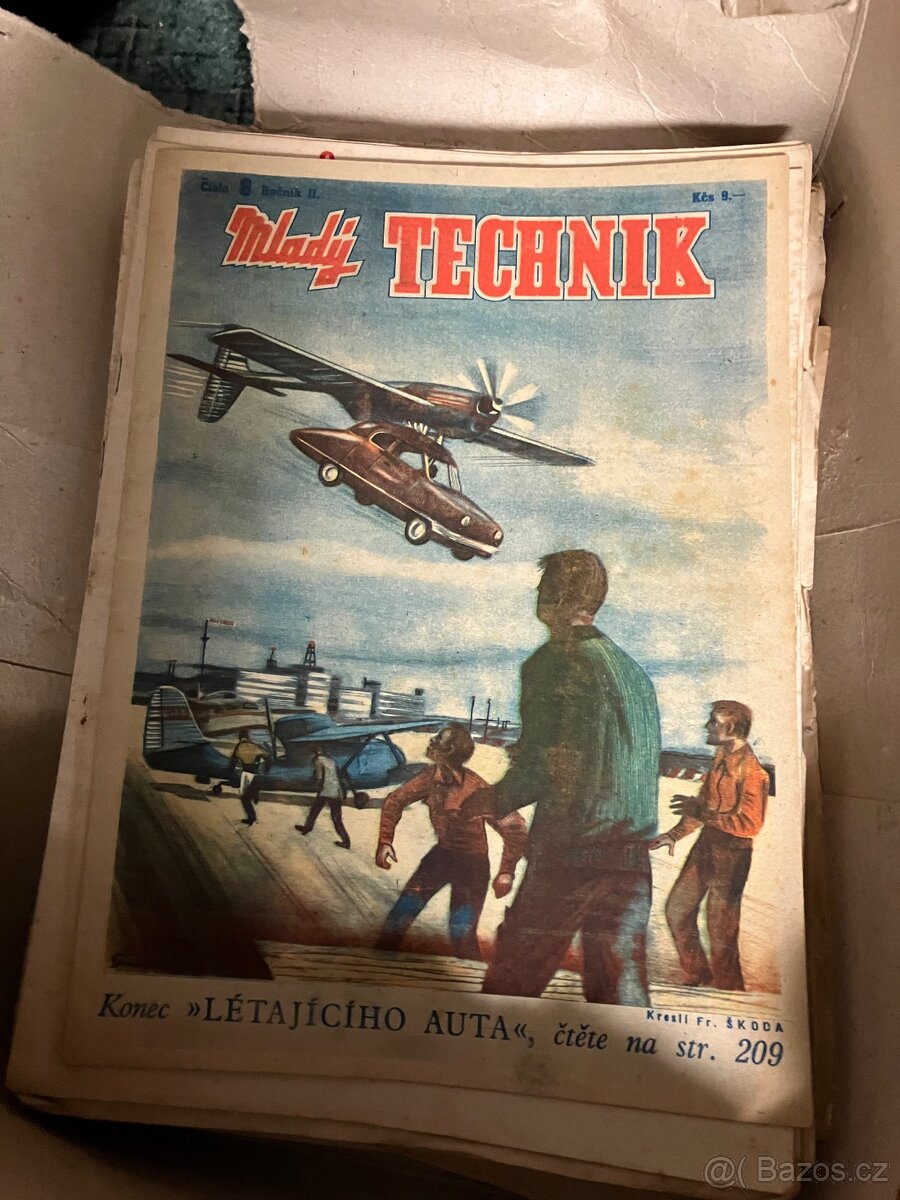 Číslo 8 Ročník II. Kčs 9.—
Mladý TECHNIK
Kreslil Fr. ŠKODA
Konec »LÉTAJÍCÍHO AUTA«, čtěte na str. 209
@( Bazos.cz